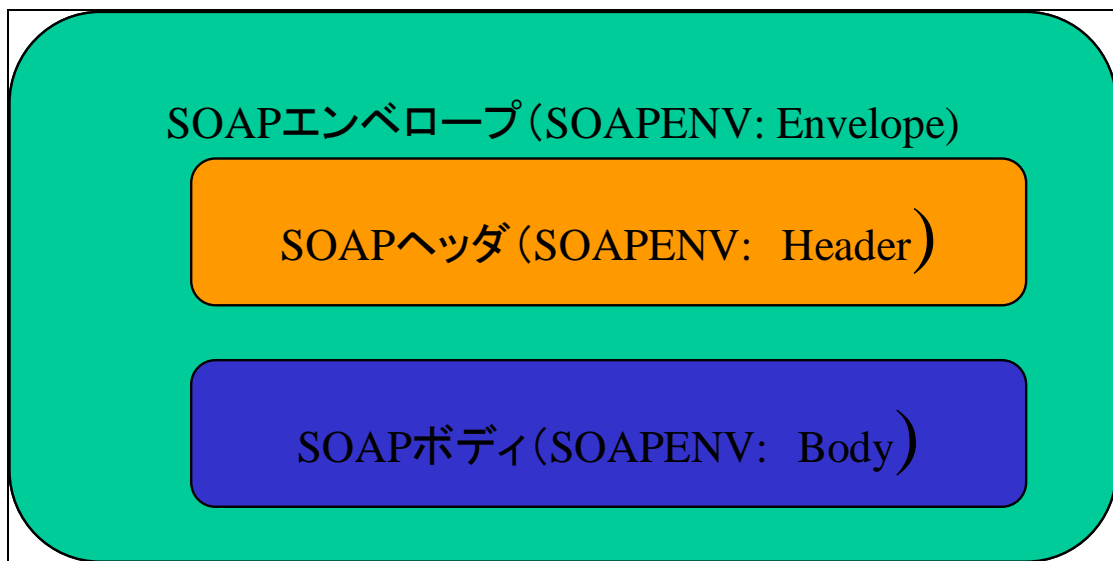 SOAPエンベロープ(SOAPENV: Envelope)
SOAPヘッダ(SOAPENV: Header)
SOAPボディ(SOAPENV: Body)